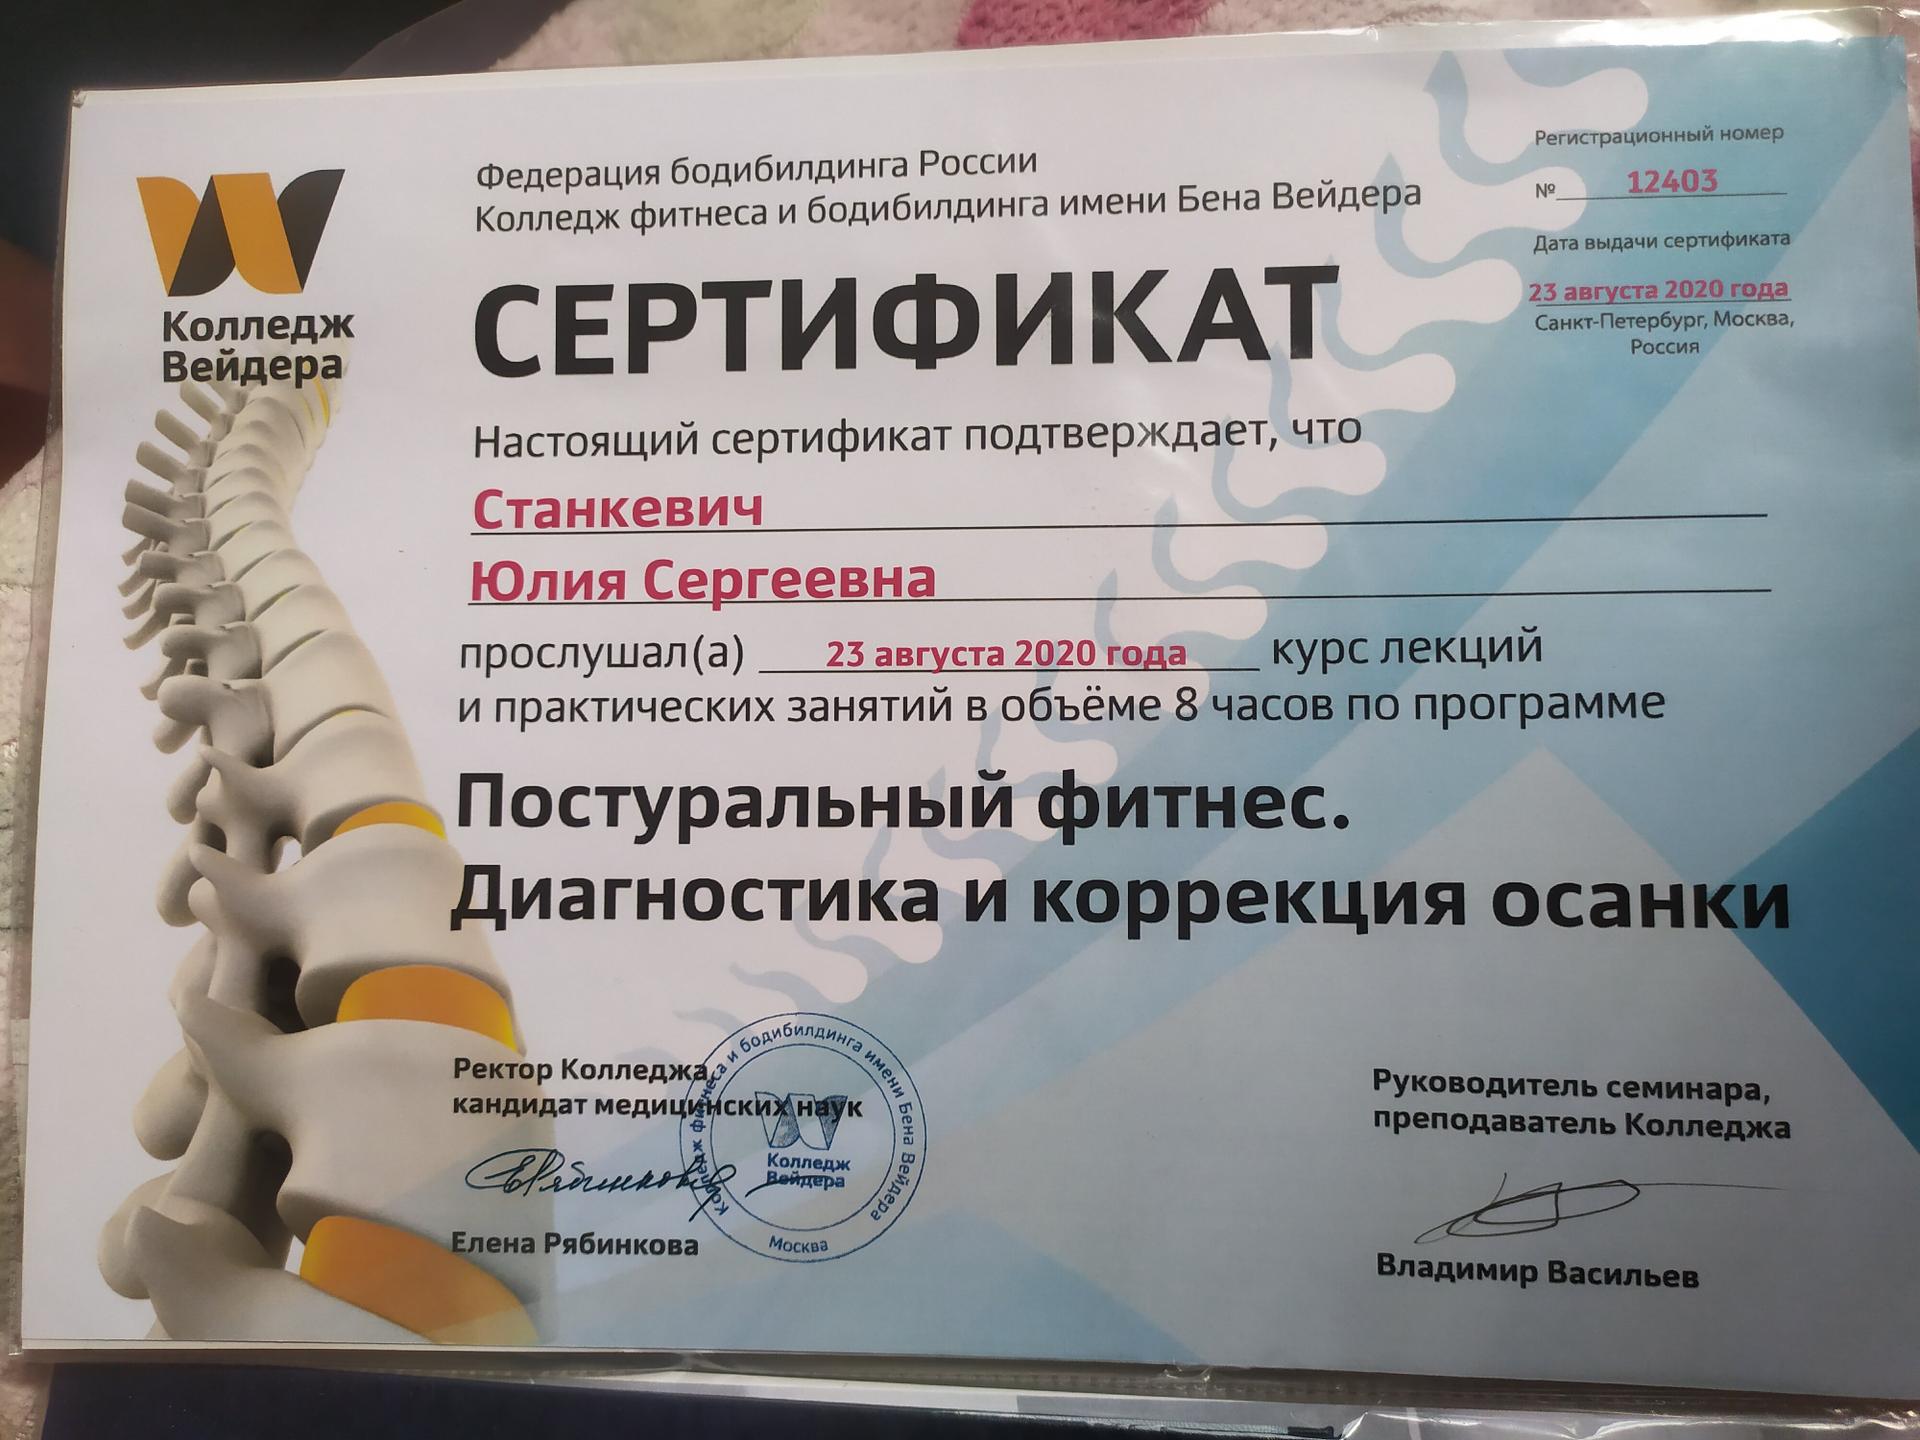 Федерация бодибилдинга России
Колледж фитнеса и бодибилдинга имени Бена Вейдера
Регистрационный номер
№ 12403
Дата выдачи сертификата
23 августа 2020 года
Санкт-Петербург, Москва,
Россия
Колледж
Вейдера
СЕРТИФИКАТ
Настоящий сертификат подтверждает, что
Станкевич
Юлия Сергеевна
прослушал(а) 23 августа 2020 года курс лекций
и практических занятий в объёме 8 часов по программе
Постуральный фитнес.
Диагностика и коррекция осанки
Ректор Колледжа,
кандидат медицинских наук
ЕРябинкова
Елена Рябинкова
Колледж фитнеса и бодибилдинга имени Бена Вейдера
Колледж
Вейдера
Москва
Руководитель семинара,
преподаватель Колледжа
Владимир Васильев